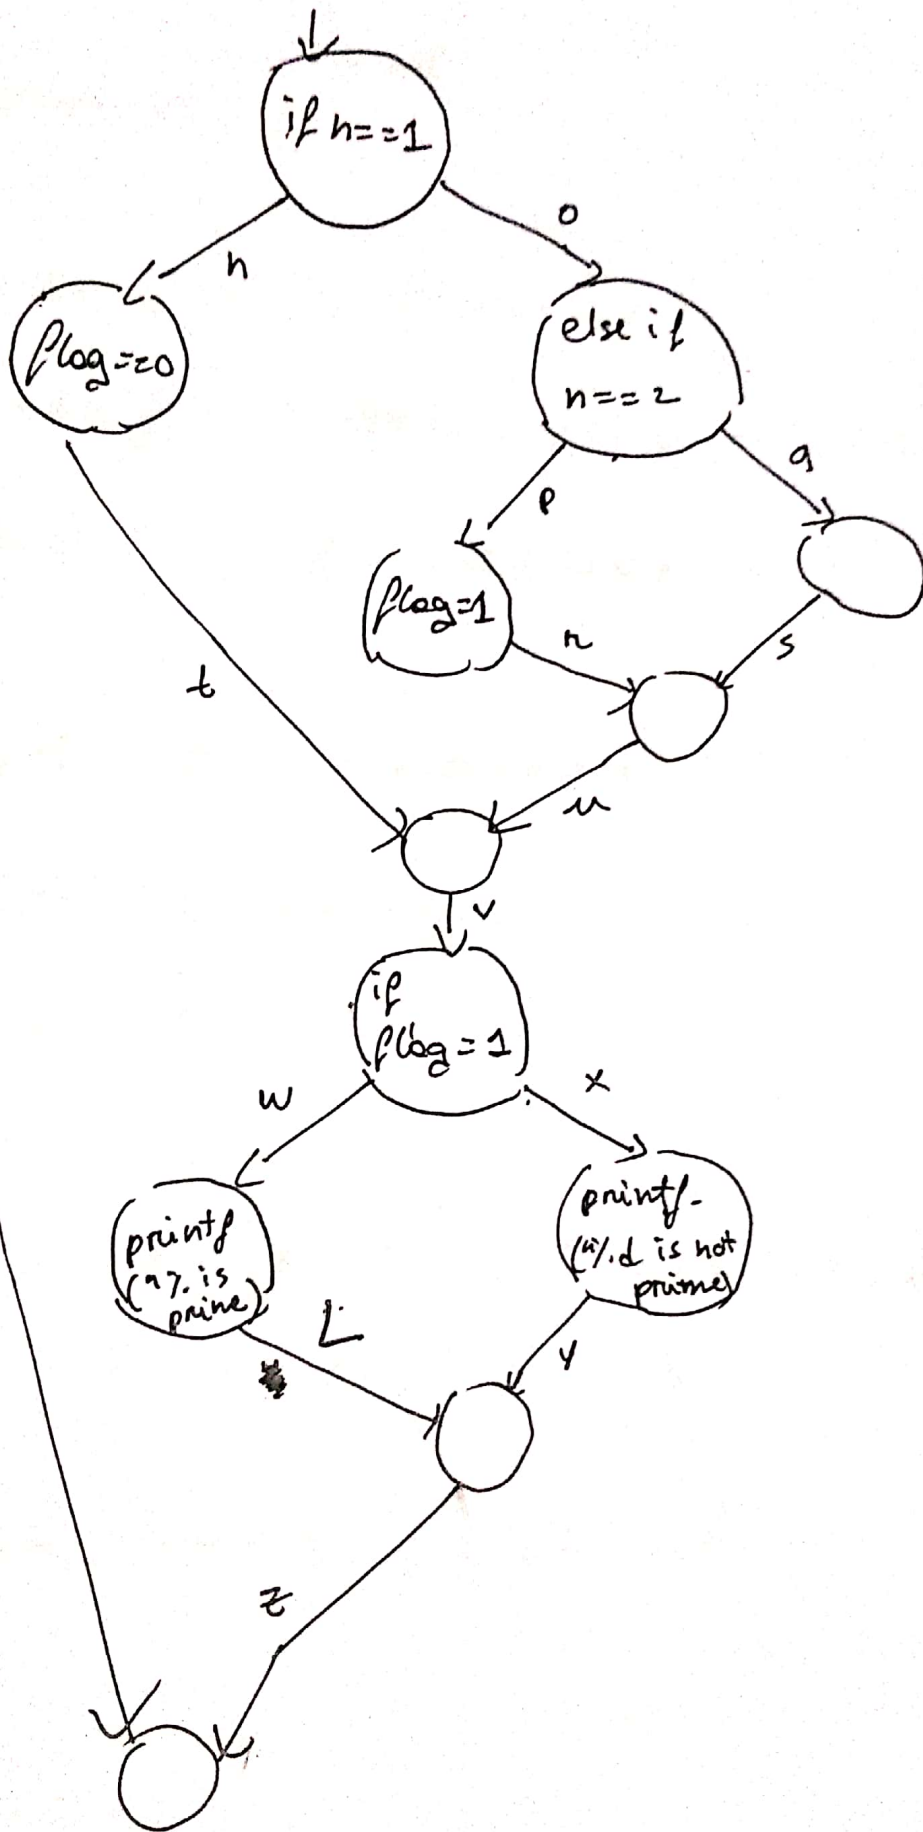 if n==1
n
o
flag==0
else if
n==2
p
q
flag=1
r
s
t
u
v
if
flag=1
w
x
printf
("%. is
prime)
printf
("%.d is not
prime)
L
y
z